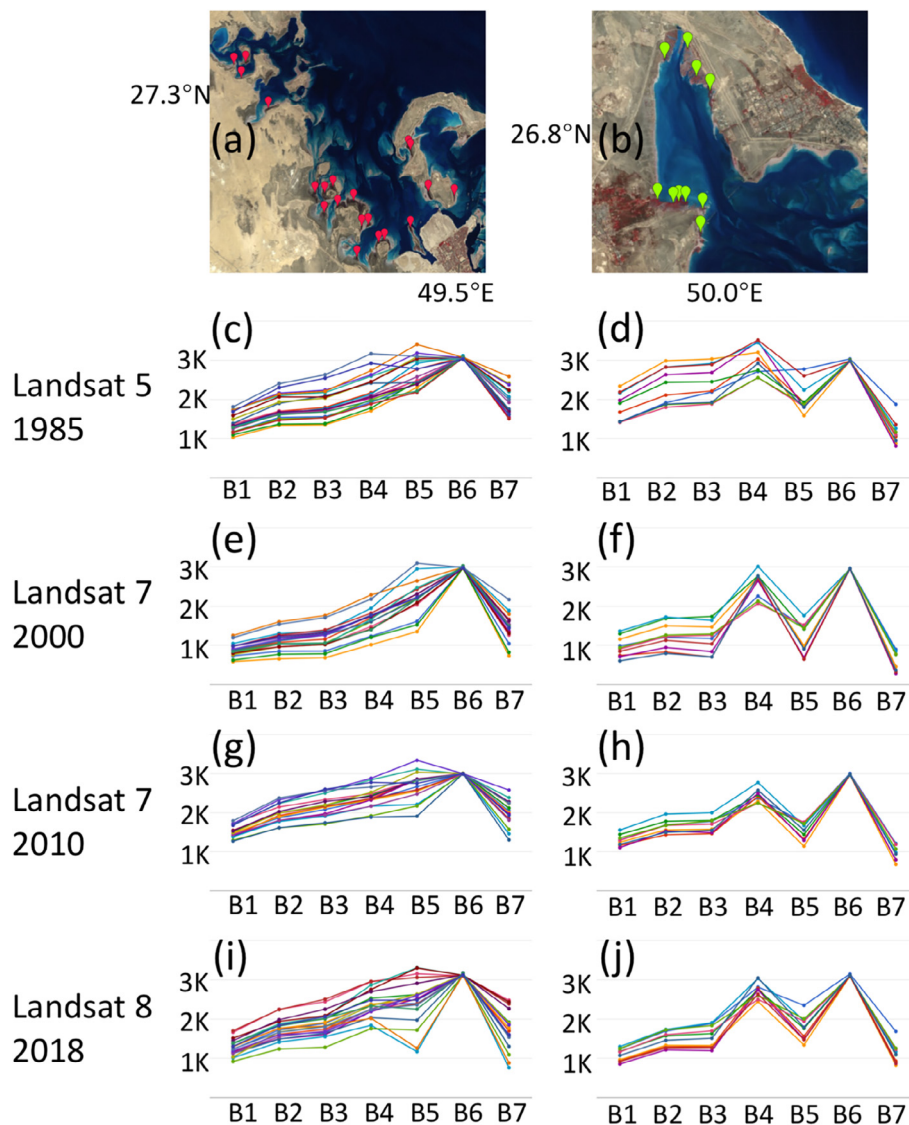 27.3°N
(a)
49.5°E
26.8°N
(b)
50.0°E
Landsat 5
1985
(c)
3K
2K
1K
B1 B2 B3 B4 B5 B6 B7
(d)
3K
2K
1K
B1 B2 B3 B4 B5 B6 B7
Landsat 7
2000
(e)
3K
2K
1K
B1 B2 B3 B4 B5 B6 B7
(f)
3K
2K
1K
B1 B2 B3 B4 B5 B6 B7
Landsat 7
2010
(g)
3K
2K
1K
B1 B2 B3 B4 B5 B6 B7
(h)
3K
2K
1K
B1 B2 B3 B4 B5 B6 B7
Landsat 8
2018
(i)
3K
2K
1K
B1 B2 B3 B4 B5 B6 B7
(j)
3K
2K
1K
B1 B2 B3 B4 B5 B6 B7